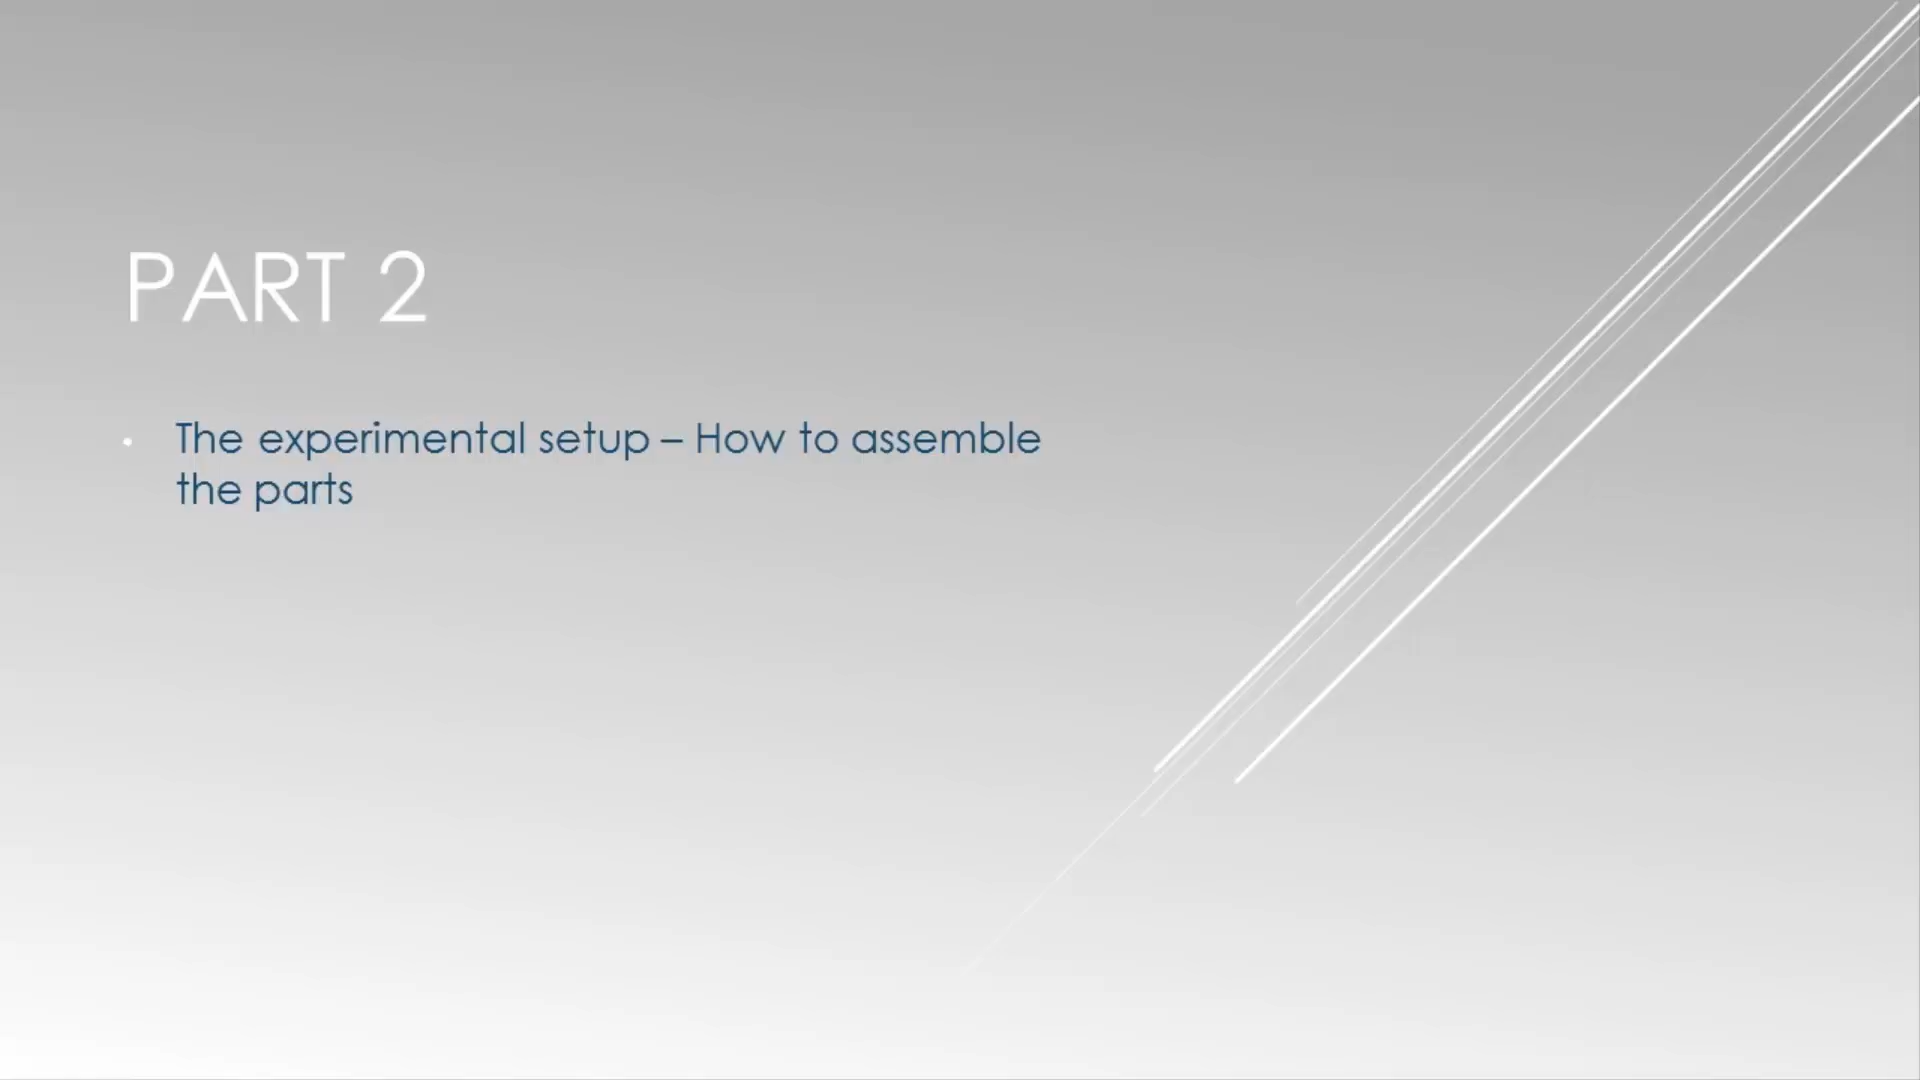 PART 2
• The experimental setup – How to assemble
the parts